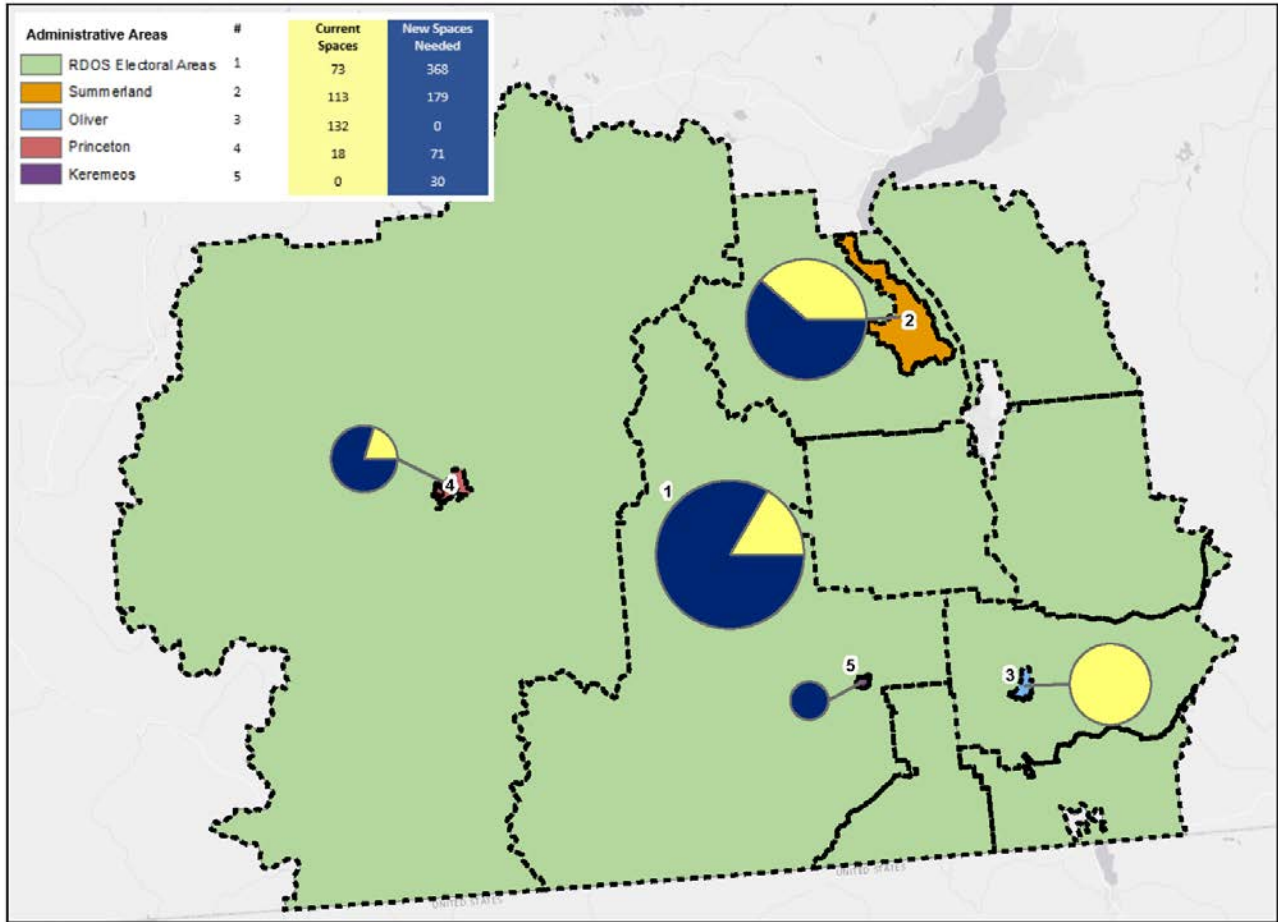 Administrative Areas # Current Spaces New Spaces Needed
RDOS Electoral Areas 1 73 368
Summerland 2 113 179
Oliver 3 132 0
Princeton 4 18 71
Keremeos 5 0 30
2
4
1
5
3
UNITED STATES
UNITED STATES